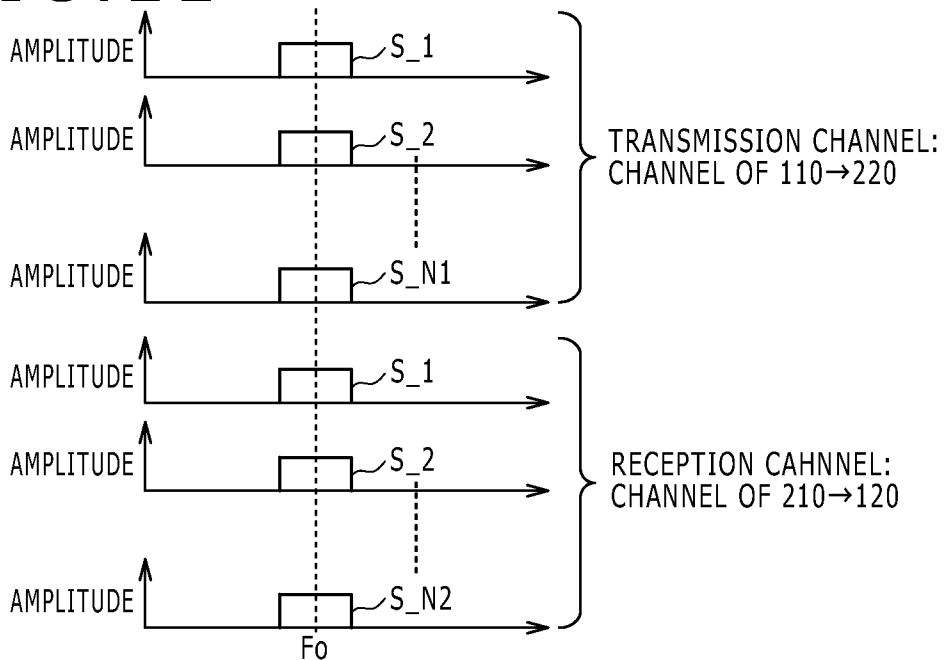 AMPLITUDE
S_1
AMPLITUDE
S_2
TRANSMISSION CHANNEL:
CHANNEL OF 110→220
AMPLITUDE
S_N1
AMPLITUDE
S_1
AMPLITUDE
S_2
RECEPTION CAHNNEL:
CHANNEL OF 210→120
AMPLITUDE
S_N2
Fo